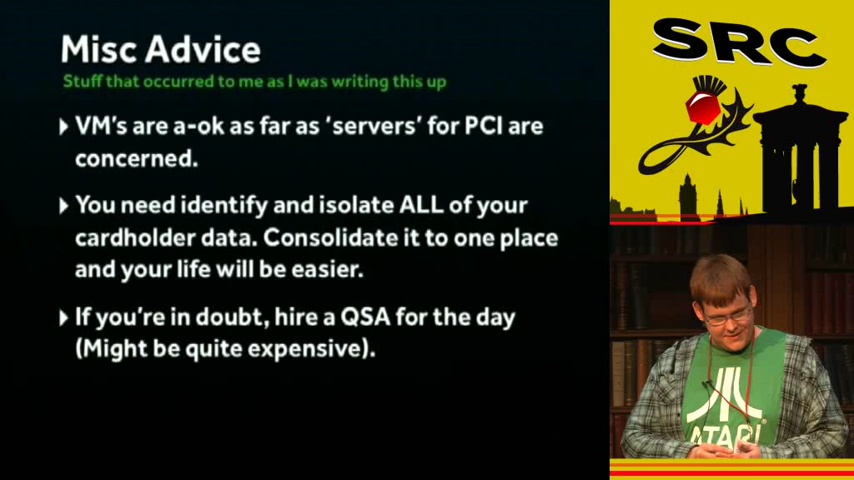 Misc Advice
Stuff that occurred to me as I was writing this up
VM's are a-ok as far as 'servers' for PCI are
concerned.
You need identify and isolate ALL of your
cardholder data. Consolidate it to one place
and your life will be easier.
If you're in doubt, hire a QSA for the day
(Might be quite expensive).
SRC
ATARI